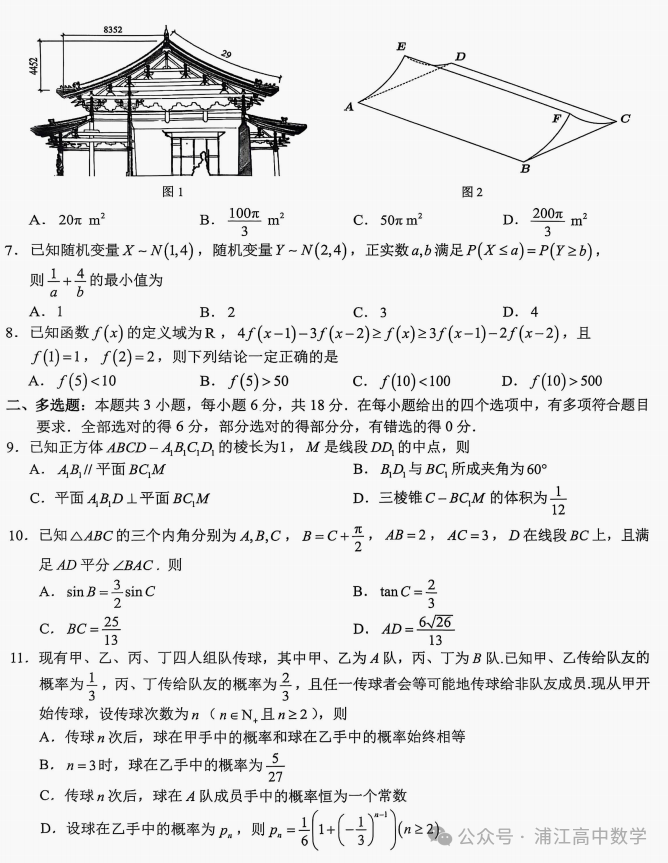 8352
29
4452
图1
E
D
A
F
C
B
图2
A. 20π m²
B. 100π/3 m²
C. 50π m²
D. 200π/3 m²
7. 已知随机变量 X ~ N(1,4)，随机变量 Y ~ N(2,4)，正实数 a,b 满足 P(X ≤ a) = P(Y ≥ b)，
则 1/a + 4/b 的最小值为
A. 1
B. 2
C. 3
D. 4
8. 已知函数 f(x) 的定义域为 R，4f(x−1)−3f(x−2) ≥ f(x) ≥ 3f(x−1)−2f(x−2)，且
f(1)=1，f(2)=2，则下列结论一定正确的是
A. f(5)<10
B. f(5)>50
C. f(10)<100
D. f(10)>500
二、多选题：本题共 3 小题，每小题 6 分，共 18 分．在每小题给出的四个选项中，有多项符合题目
要求．全部选对的得 6 分，部分选对的得部分分，有错选的得 0 分．
9. 已知正方体 ABCD − A₁B₁C₁D₁ 的棱长为1，M 是线段 DD₁ 的中点，则
A. A₁B₁ // 平面 BC₁M
B. B₁D₁ 与 BC₁ 所成夹角为 60°
C. 平面 A₁B₁D ⊥ 平面 BC₁M
D. 三棱锥 C − BC₁M 的体积为 1/12
10. 已知 △ABC 的三个内角分别为 A,B,C，B = C + π/2，AB = 2，AC = 3，D 在线段 BC 上，且满
足 AD 平分 ∠BAC．则
A. sin B = 3/2 sin C
B. tan C = 2/3
C. BC = 25/13
D. AD = 6√26/13
11. 现有甲、乙、丙、丁四人组队传球，其中甲、乙为 A 队，丙、丁为 B 队.已知甲、乙传给队友的
概率为 1/3，丙、丁传给队友的概率为 2/3，且任一传球者会等可能地传球给非队友成员.现从甲开
始传球，设传球次数为 n（n∈N₊ 且 n ≥ 2），则
A. 传球 n 次后，球在甲手中的概率和球在乙手中的概率始终相等
B. n = 3 时，球在乙手中的概率为 5/27
C. 传球 n 次后，球在 A 队成员手中的概率恒为一个常数
D. 设球在乙手中的概率为 pₙ，则 pₙ = 1/6(1+(−1/3)ⁿ⁻¹)(n ≥ 2)
公众号 · 浦江高中数学